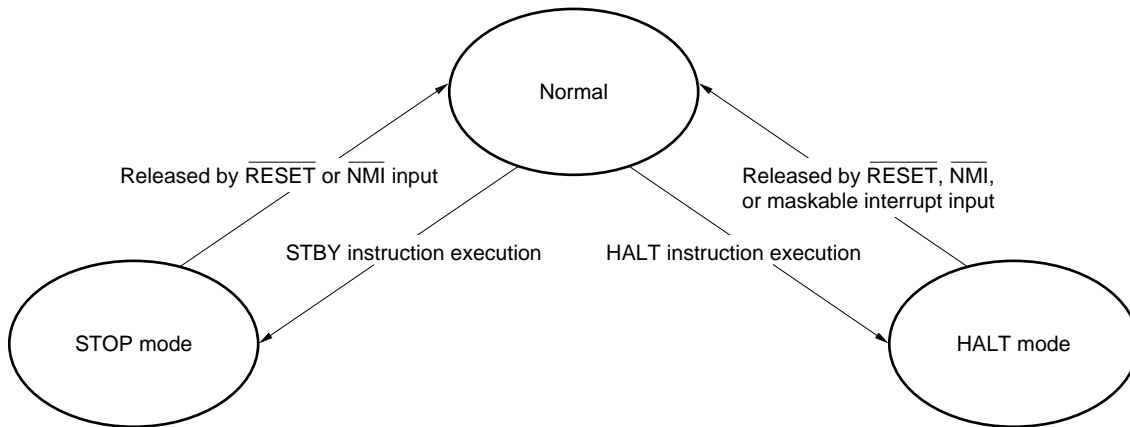 Normal
Released by RESET or NMI input
Released by RESET, NMI,
or maskable interrupt input
STBY instruction execution
HALT instruction execution
STOP mode
HALT mode